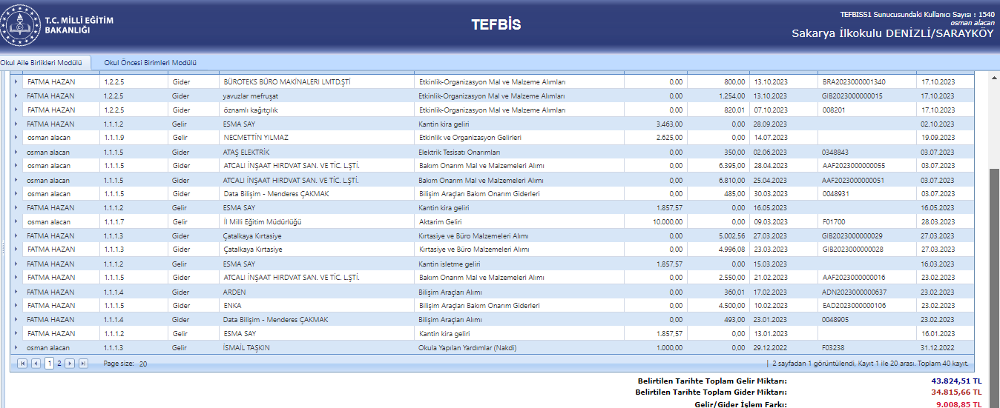 T.C. MİLLİ EĞİTİM
BAKANLIĞI
TEFBİS
TEFBISS1 Sunucusundaki Kullanıcı Sayısı : 1540
osman alacan
Sakarya İlkokulu DENİZLİ/SARAYKÖY
Okul Aile Birlikleri Modülü Okul Öncesi Birimleri Modülü
FATMA HAZAN 1.2.2.5 Gider BÜROTEKS BÜRO MAKİNALERI LMTD.ŞTİ Etkinlik-Organizasyon Mal ve Malzeme Alımları 0,00 800,00 13.10.2023 BRA2023000001340 17.10.2023
FATMA HAZAN 1.2.2.5 Gider yavuzlar mefruşat Etkinlik-Organizasyon Mal ve Malzeme Alımları 0,00 1.254,00 13.10.2023 GIB2023000000015 17.10.2023
FATMA HAZAN 1.2.2.5 Gider öznamlı kağıtçılık Etkinlik-Organizasyon Mal ve Malzeme Alımları 0,00 820,01 07.10.2023 008201 17.10.2023
FATMA HAZAN 1.1.1.2 Gelir ESMA SAY Kantin kira geliri 3.463,00 0,00 28.09.2023 02.10.2023
osman alacan 1.1.1.9 Gelir NECMETTİN YILMAZ Etkinlik ve Organizasyon Gelirleri 2.625,00 0,00 14.07.2023 19.09.2023
osman alacan 1.1.1.5 Gider ATAŞ ELEKTRİK Elektrik Tesisatı Onarımları 0,00 350,00 02.06.2023 0348843 03.07.2023
osman alacan 1.1.1.5 Gider ATCALI İNŞAAT HIRDVAT SAN. VE TİC. L.ŞTİ. Bakım Onarım Mal ve Malzemeleri Alımı 0,00 6.395,00 28.04.2023 AAF2023000000055 03.07.2023
osman alacan 1.1.1.5 Gider ATCALI İNŞAAT HIRDVAT SAN. VE TİC. L.ŞTİ. Bakım Onarım Mal ve Malzemeleri Alımı 0,00 6.810,00 25.04.2023 AAF2023000000051 03.07.2023
osman alacan 1.1.1.5 Gider Data Bilişim - Menderes ÇAKMAK Bilişim Araçları Bakım Onarım Giderleri 0,00 485,00 30.03.2023 0048931 03.07.2023
FATMA HAZAN 1.1.1.2 Gelir ESMA SAY Kantin kira geliri 1.857,57 0,00 16.05.2023 16.05.2023
osman alacan 1.1.1.7 Gelir İl Milli Eğitim Müdürlüğü Aktarim Geliri 10.000,00 0,00 09.03.2023 F01700 28.03.2023
FATMA HAZAN 1.1.1.3 Gider Çatalkaya Kırtasiye Kırtasiye ve Büro Malzemeleri Alımı 0,00 5.002,56 27.03.2023 GIB2023000000029 27.03.2023
FATMA HAZAN 1.1.1.3 Gider Çatalkaya Kırtasiye Kırtasiye ve Büro Malzemeleri Alımı 0,00 4.996,08 23.03.2023 GIB2023000000028 27.03.2023
FATMA HAZAN 1.1.1.2 Gelir ESMA SAY Kantin isletme geliri 1.857,57 0,00 15.03.2023 16.03.2023
FATMA HAZAN 1.1.1.5 Gider ATCALI İNŞAAT HIRDVAT SAN. VE TİC. L.ŞTİ. Bakım Onarım Mal ve Malzemeleri Alımı 0,00 2.550,00 21.02.2023 AAF2023000000016 23.02.2023
FATMA HAZAN 1.1.1.4 Gider ARDEN Bilişim Araçları Alımı 0,00 360,01 17.02.2023 ADN2023000000637 23.02.2023
FATMA HAZAN 1.1.1.5 Gider ENKA Bilişim Araçları Bakım Onarım Giderleri 0,00 4.500,00 10.02.2023 EAD2023000000106 23.02.2023
FATMA HAZAN 1.1.1.4 Gider Data Bilişim - Menderes ÇAKMAK Bilişim Araçları Alımı 0,00 493,00 23.01.2023 0048905 23.02.2023
FATMA HAZAN 1.1.1.2 Gelir ESMA SAY Kantin kira geliri 1.857,57 0,00 13.01.2023 16.01.2023
osman alacan 1.1.1.3 Gelir İSMAİL TAŞKIN Okula Yapılan Yardımlar (Nakdi) 1.000,00 0,00 29.12.2022 F03238 31.12.2022
1 2 Page size: 20 | 2 sayfadan 1 görüntülendi, Kayıt 1 ile 20 arası. Toplam 40 kayıt.
Belirtilen Tarihte Toplam Gelir Miktarı: 43.824,51 TL
Belirtilen Tarihte Toplam Gider Miktarı: 34.815,66 TL
Gelir/Gider İşlem Farkı: 9.008,85 TL